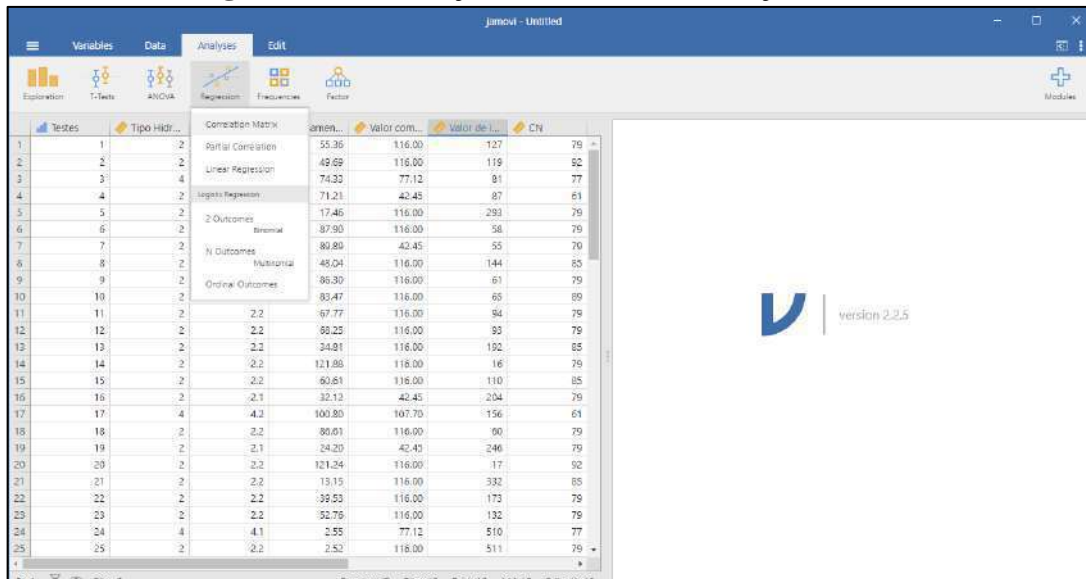 jamovi - Untitled
Variables Data Analyses Edit
Exploration T-Tests ANOVA Regression Frequencies Factor Modules
Testes Tipo Hidr... amen... Valor com... Valor de i... CN
Correlation Matrix
Partial Correlation
Linear Regression
Logistic Regression
2 Outcomes
Binomial
N Outcomes
Multinomial
Ordinal Outcomes
1 1 2 55.36 116.00 127 79
2 2 2 49.69 116.00 119 92
3 3 4 74.33 77.12 81 77
4 4 2 71.21 42.45 87 61
5 5 2 17.46 116.00 293 79
6 6 2 87.90 116.00 58 79
7 7 2 89.89 42.45 55 79
8 8 2 48.04 116.00 144 85
9 9 2 86.30 116.00 61 79
10 10 2 83.47 116.00 65 89
11 11 2 2.2 67.77 116.00 94 79
12 12 2 2.2 68.25 116.00 93 79
13 13 2 2.2 34.81 116.00 192 85
14 14 2 2.2 121.88 116.00 16 79
15 15 2 2.2 60.61 116.00 110 85
16 16 2 2.1 32.12 42.45 204 79
17 17 4 4.2 100.80 107.70 156 61
18 18 2 2.2 86.61 116.00 60 79
19 19 2 2.1 24.20 42.45 246 79
20 20 2 2.2 121.24 116.00 17 92
21 21 2 2.2 13.15 116.00 332 85
22 22 2 2.2 39.53 116.00 173 79
23 23 2 2.2 52.76 116.00 132 79
24 24 4 4.1 2.55 77.12 510 77
25 25 2 2.2 2.52 116.00 511 79
version 2.2.5